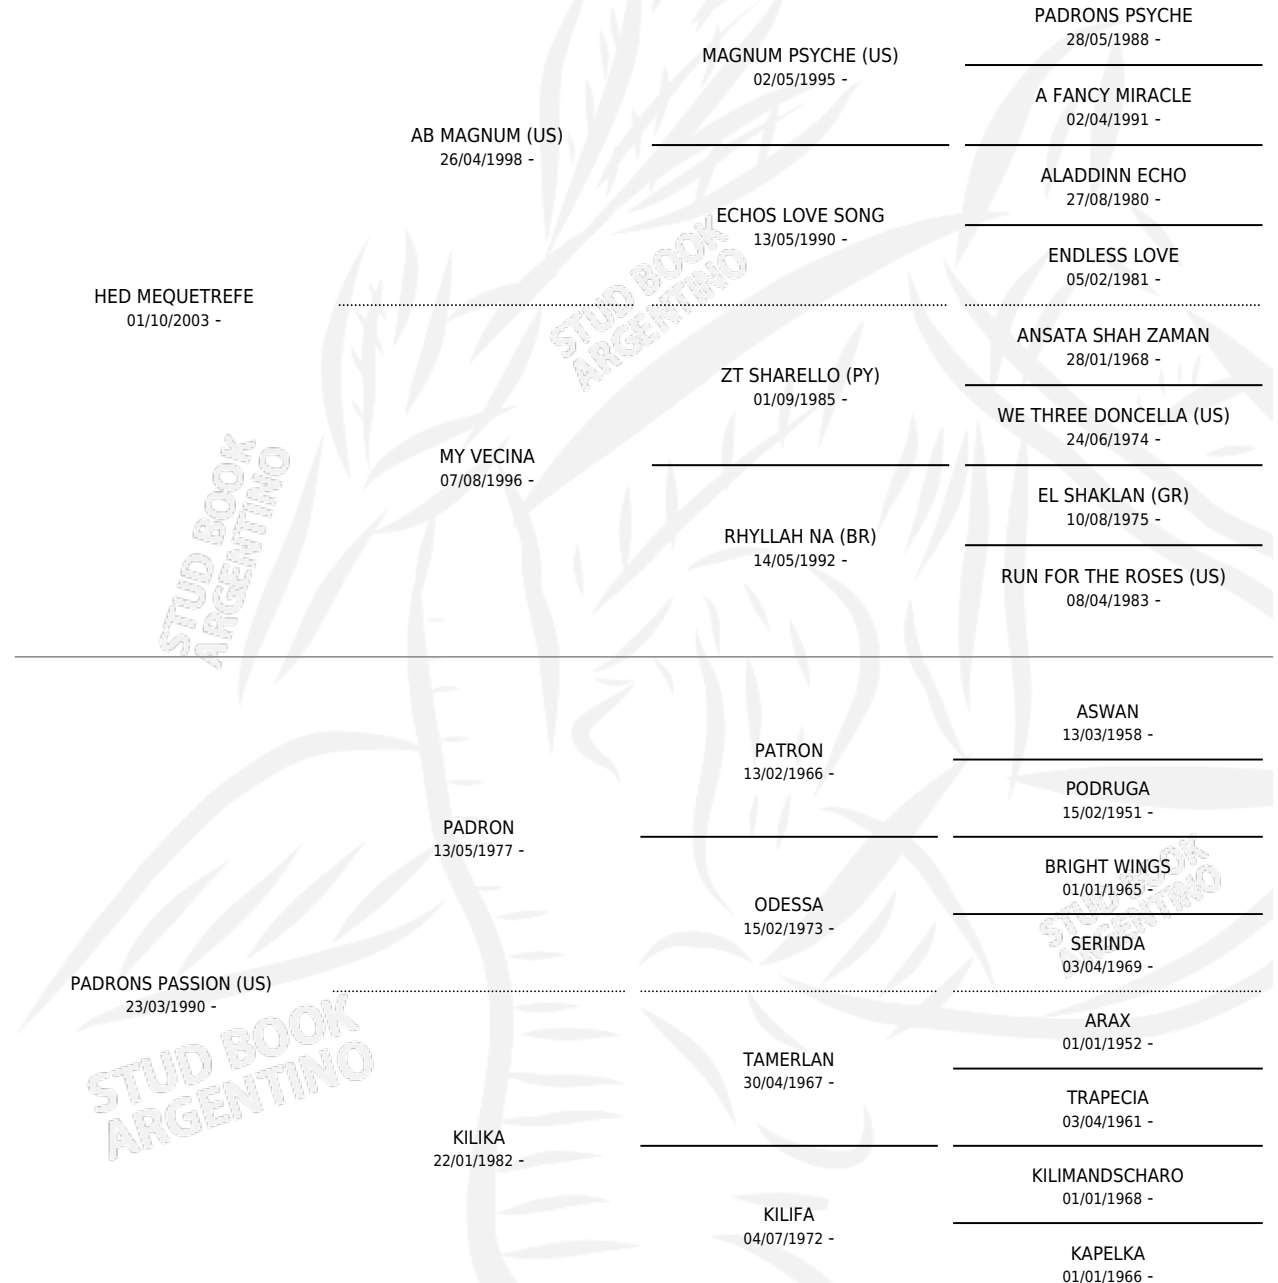 PADRONS PSYCHE
28/05/1988 -
MAGNUM PSYCHE (US)
02/05/1995 -
A FANCY MIRACLE
02/04/1991 -
AB MAGNUM (US)
26/04/1998 -
ALADDINN ECHO
27/08/1980 -
ECHOS LOVE SONG
13/05/1990 -
ENDLESS LOVE
05/02/1981 -
HED MEQUETREFE
01/10/2003 -
ANSATA SHAH ZAMAN
28/01/1968 -
ZT SHARELLO (PY)
01/09/1985 -
WE THREE DONCELLA (US)
24/06/1974 -
MY VECINA
07/08/1996 -
EL SHAKLAN (GR)
10/08/1975 -
RHYLLAH NA (BR)
14/05/1992 -
RUN FOR THE ROSES (US)
08/04/1983 -
STUD BOOK
ARGENTINO
STUD BOOK
ARGENTINO
ASWAN
13/03/1958 -
PATRON
13/02/1966 -
PODRUGA
15/02/1951 -
PADRON
13/05/1977 -
BRIGHT WINGS
01/01/1965 -
ODESSA
15/02/1973 -
SERINDA
03/04/1969 -
STUD BOOK
ARGENTINO
PADRONS PASSION (US)
23/03/1990 -
ARAX
01/01/1952 -
TAMERLAN
30/04/1967 -
TRAPECIA
03/04/1961 -
KILIKA
22/01/1982 -
KILIMANDSCHARO
01/01/1968 -
KILIFA
04/07/1972 -
KAPELKA
01/01/1966 -
STUD BOOK
ARGENTINO